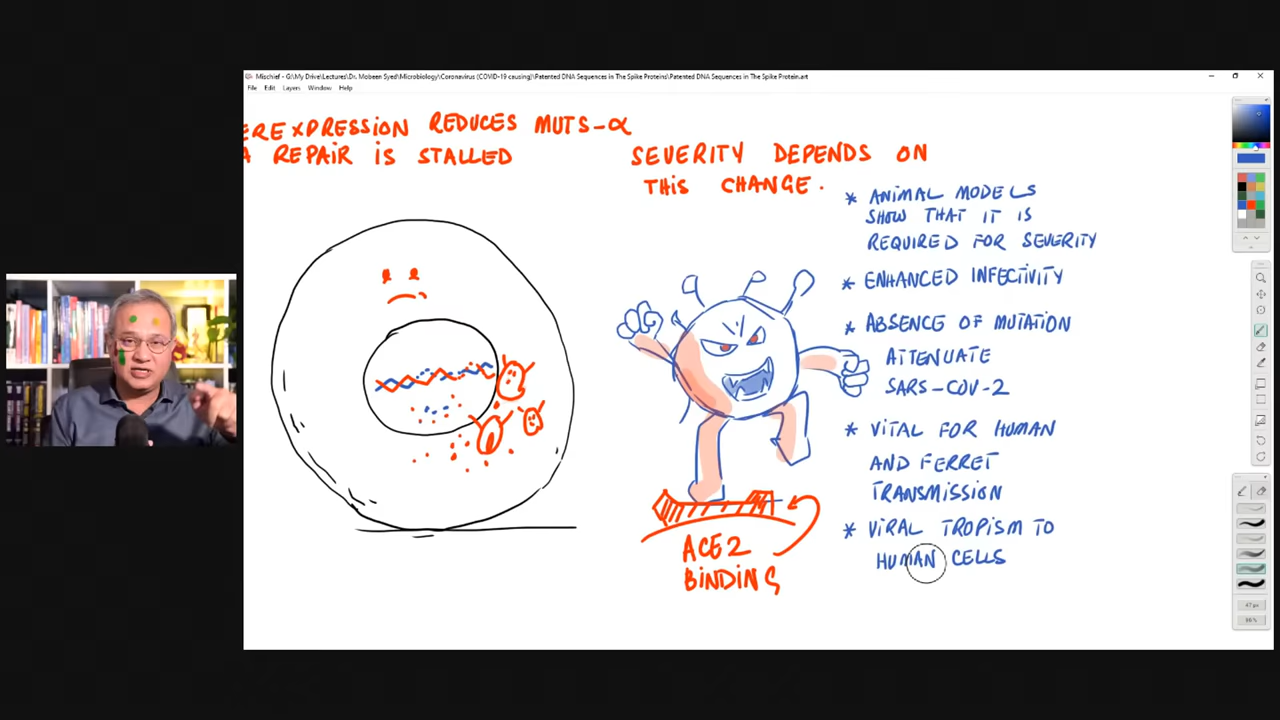 Mischief - G:\My Drive\Lectures\Dr. Mobeen Syed\Microbiology\Coronavirus (COVID-19 causing)\Patented DNA Sequences in The Spike Proteins\Patented DNA Sequences in The Spike Protein.art
File Edit Layers Window Help
EREXPRESSION REDUCES MUTS-α
A REPAIR IS STALLED
SEVERITY DEPENDS ON
THIS CHANGE.
* ANIMAL MODELS
SHOW THAT IT IS
REQUIRED FOR SEVERITY
* ENHANCED INFECTIVITY
* ABSENCE OF MUTATION
ATTENUATE
SARS-COV-2
* VITAL FOR HUMAN
AND FERRET
TRANSMISSION
* VIRAL TROPISM TO
HUMAN CELLS
ACE2
BINDING
47 px